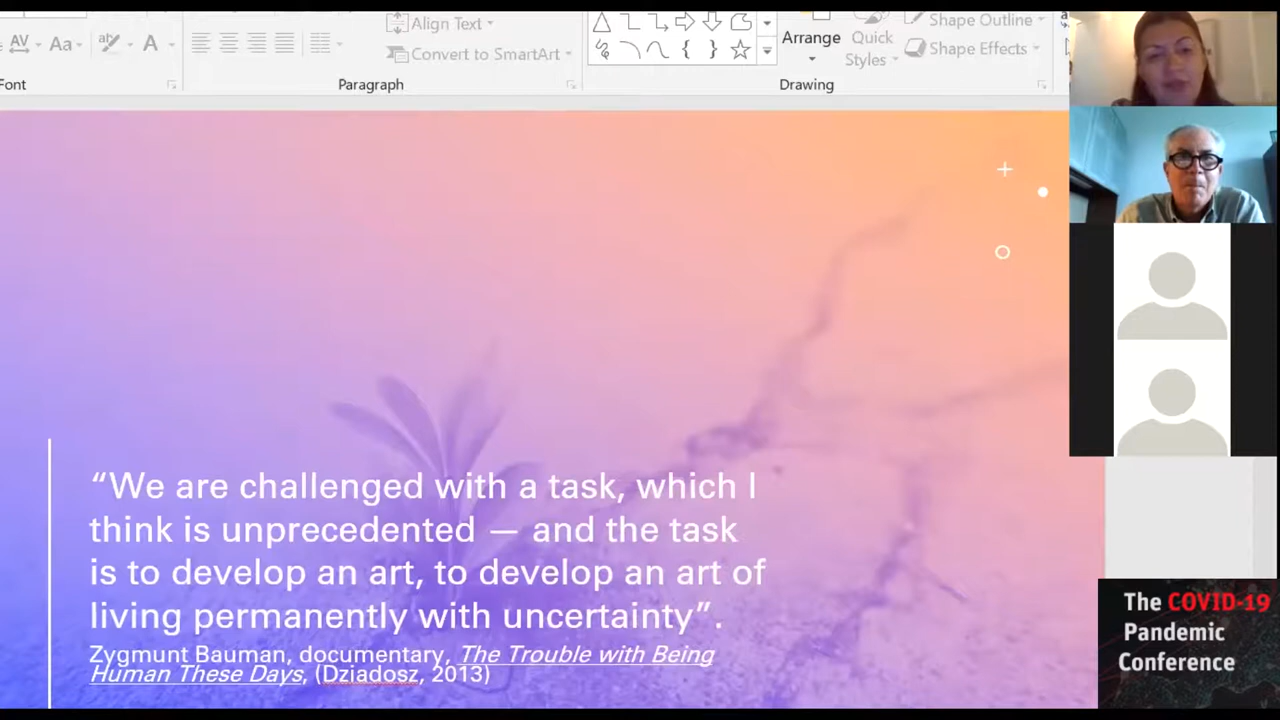 Align Text
Shape Outline
Aa
A
Convert to SmartArt
Arrange
Quick
Styles
Shape Effects
Font
Paragraph
Drawing
“We are challenged with a task, which I
think is unprecedented — and the task
is to develop an art, to develop an art of
living permanently with uncertainty”.
Zygmunt Bauman, documentary, The Trouble with Being
Human These Days, (Dziadosz, 2013)
The COVID-19
Pandemic
Conference